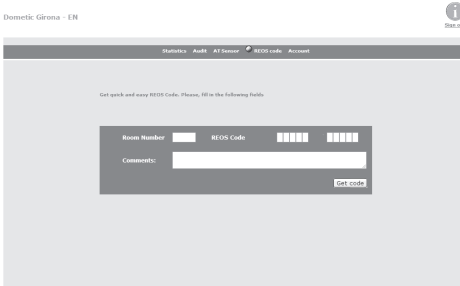 Dometic Girona - EN
Sign o
Statistics Audit AT Sensor REOS code Account
Get quick and easy REOS Code. Please, fill in the following fields
Room Number REOS Code
Comments:
Get code